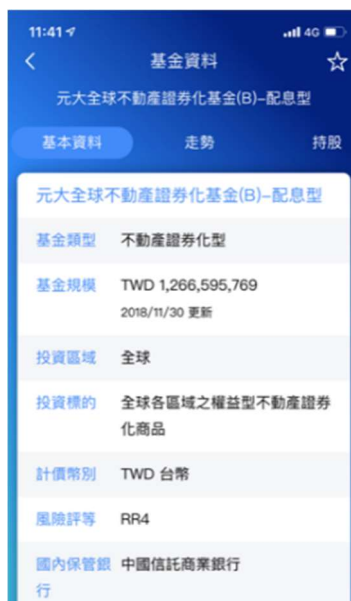 11:41 4G
基金資料
元大全球不動產證券化基金(B)-配息型
基本資料 走勢 持股
元大全球不動產證券化基金(B)-配息型
基金類型 不動產證券化型
基金規模 TWD 1,266,595,769
2018/11/30 更新
投資區域 全球
投資標的 全球各區域之權益型不動產證券
化商品
計價幣別 TWD 台幣
風險評等 RR4
國內保管銀 中國信託商業銀行
行